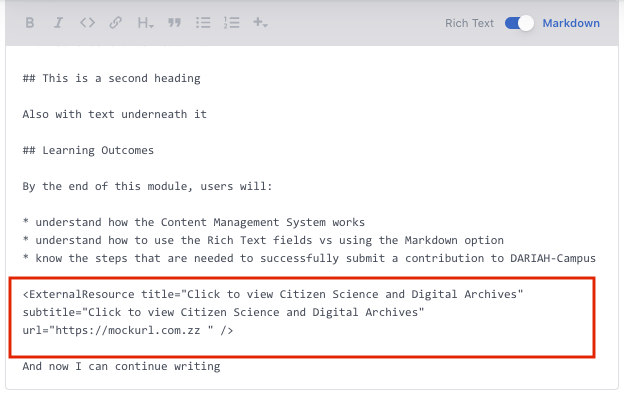 B I <> H Rich Text Markdown
## This is a second heading
Also with text underneath it
## Learning Outcomes
By the end of this module, users will:
* understand how the Content Management System works
* understand how to use the Rich Text fields vs using the Markdown option
* know the steps that are needed to successfully submit a contribution to DARIAH-Campus
<ExternalResource title="Click to view Citizen Science and Digital Archives"
subtitle="Click to view Citizen Science and Digital Archives"
url="https://mockurl.com.zz " />
And now I can continue writing